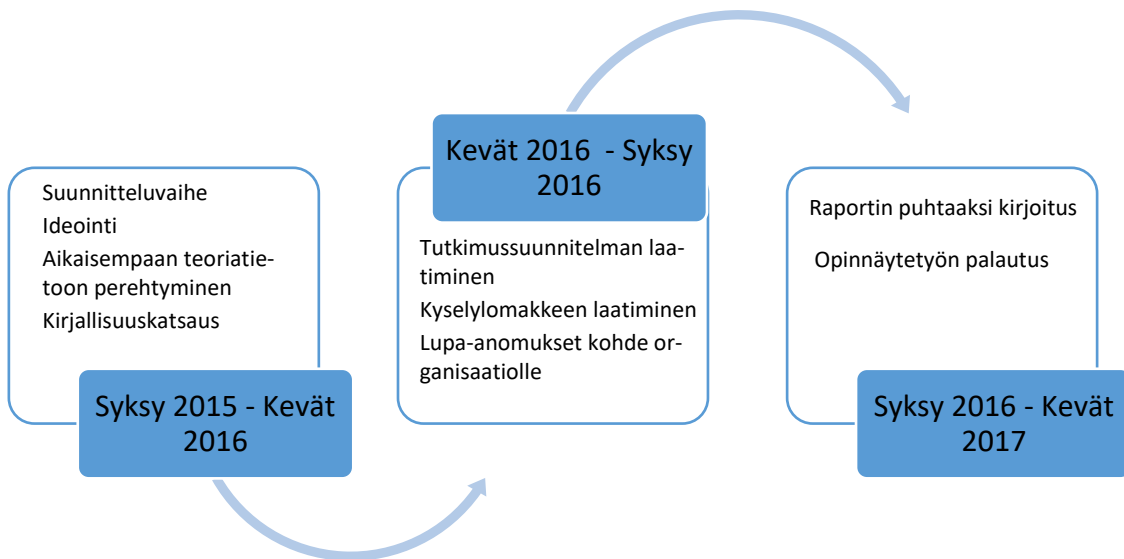 Suunnitteluvaihe
Ideointi
Aikaisempaan teoriatie-
toon perehtyminen
Kirjallisuuskatsaus
Syksy 2015 - Kevät
2016
Kevät 2016 - Syksy
2016
Tutkimussuunnitelman laa-
timinen
Kyselylomakkeen laatiminen
Lupa-anomukset kohde or-
ganisaatiolle
Raportin puhtaaksi kirjoitus
Opinnäytetyön palautus
Syksy 2016 - Kevät
2017